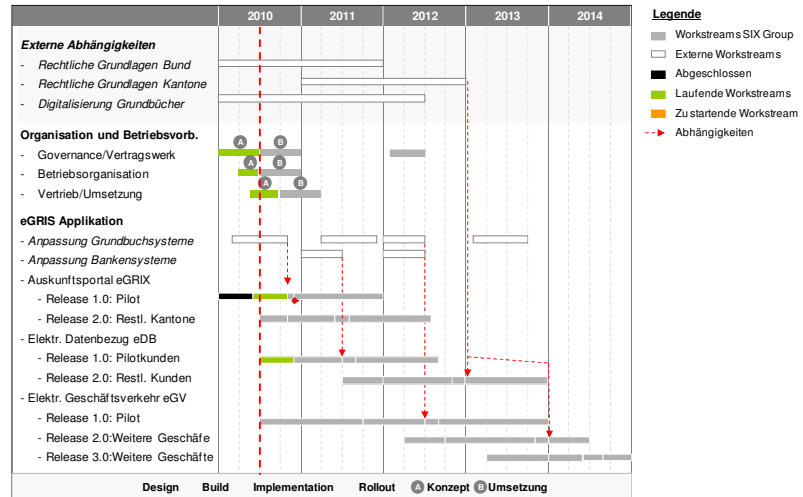 2010 2011 2012 2013 2014
Externe Abhängigkeiten
- Rechtliche Grundlagen Bund
- Rechtliche Grundlagen Kantone
- Digitalisierung Grundbücher
Organisation und Betriebsvorb.
A B
- Governance/Vertragswerk
A B
- Betriebsorganisation
A B
- Vertrieb/Umsetzung
eGRIS Applikation
- Anpassung Grundbuchsysteme
- Anpassung Bankensysteme
- Auskunftsportal eGRIX
- Release 1.0: Pilot
- Release 2.0: Restl. Kantone
- Elektr. Datenbezug eDB
- Release 1.0: Pilotkunden
- Release 2.0: Restl. Kunden
- Elektr. Geschäftsverkehr eGV
- Release 1.0: Pilot
- Release 2.0:Weitere Geschäfe
- Release 3.0:Weitere Geschäfte
Design Build Implementation Rollout A Konzept B Umsetzung
Legende
Workstreams SIX Group
Externe Workstreams
Abgeschlossen
Laufende Workstreams
Zu startende Workstream
Abhängigkeiten